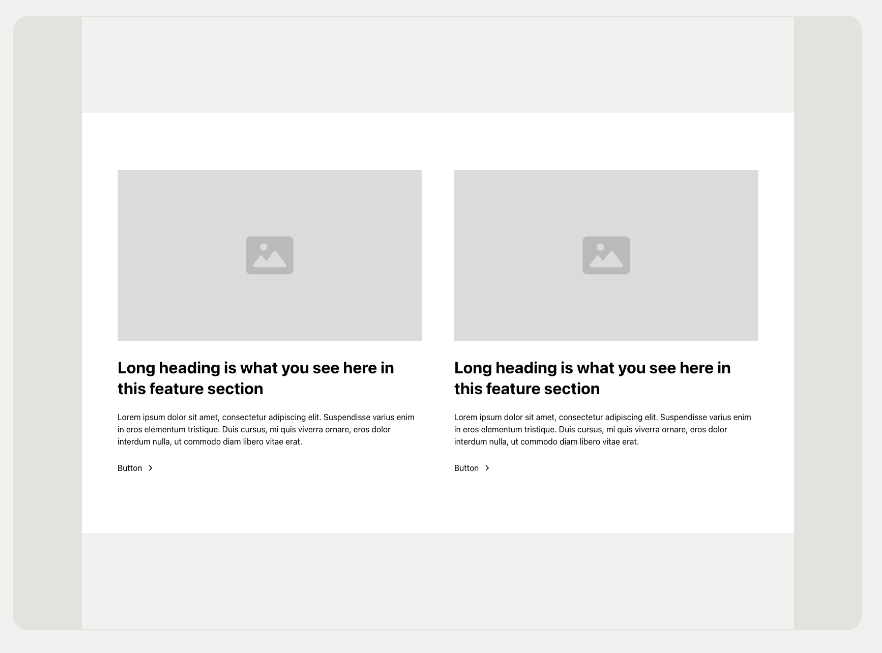 Long heading is what you see here in
this feature section
Lorem ipsum dolor sit amet, consectetur adipiscing elit. Suspendisse varius enim
in eros elementum tristique. Duis cursus, mi quis viverra ornare, eros dolor
interdum nulla, ut commodo diam libero vitae erat.
Button
Long heading is what you see here in
this feature section
Lorem ipsum dolor sit amet, consectetur adipiscing elit. Suspendisse varius enim
in eros elementum tristique. Duis cursus, mi quis viverra ornare, eros dolor
interdum nulla, ut commodo diam libero vitae erat.
Button